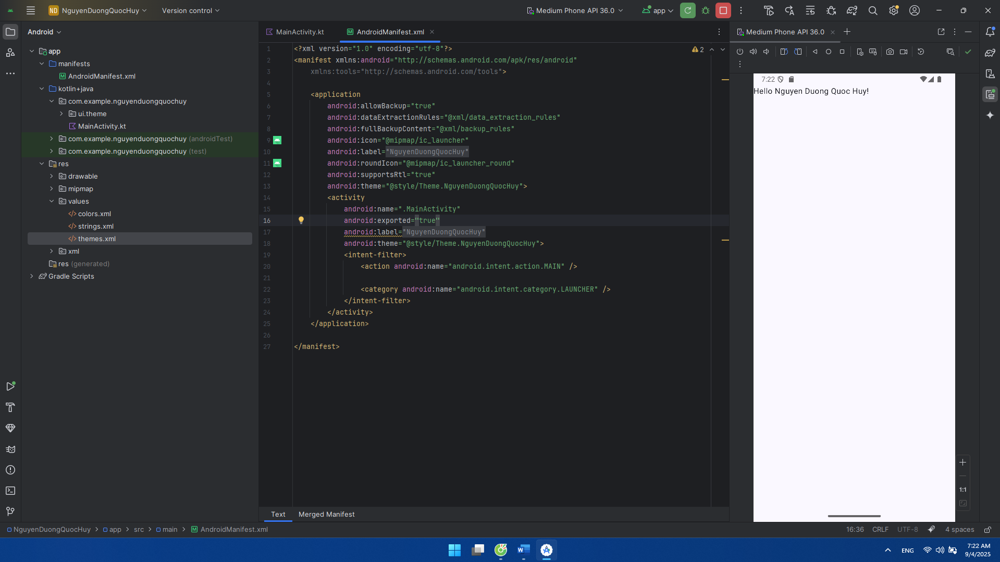 ND NguyenDuongQuocHuy Version control Medium Phone API 36.0 app
Android
app
manifests
AndroidManifest.xml
kotlin+java
com.example.nguyenduongquochuy
ui.theme
MainActivity.kt
com.example.nguyenduongquochuy (androidTest)
com.example.nguyenduongquochuy (test)
res
drawable
mipmap
values
colors.xml
strings.xml
themes.xml
xml
res (generated)
Gradle Scripts
MainActivity.kt AndroidManifest.xml
2
1 <?xml version="1.0" encoding="utf-8"?>
2 <manifest xmlns:android="http://schemas.android.com/apk/res/android"
3 xmlns:tools="http://schemas.android.com/tools">
4
5 <application
6 android:allowBackup="true"
7 android:dataExtractionRules="@xml/data_extraction_rules"
8 android:fullBackupContent="@xml/backup_rules"
9 android:icon="@mipmap/ic_launcher"
10 android:label="NguyenDuongQuocHuy"
11 android:roundIcon="@mipmap/ic_launcher_round"
12 android:supportsRtl="true"
13 android:theme="@style/Theme.NguyenDuongQuocHuy">
14 <activity
15 android:name=".MainActivity"
16 android:exported="true"
17 android:label="NguyenDuongQuocHuy"
18 android:theme="@style/Theme.NguyenDuongQuocHuy">
19 <intent-filter>
20 <action android:name="android.intent.action.MAIN" />
21
22 <category android:name="android.intent.category.LAUNCHER" />
23 </intent-filter>
24 </activity>
25 </application>
26
27 </manifest>
Text Merged Manifest
Medium Phone API 36.0
7:22
Hello Nguyen Duong Quoc Huy!
1:1
NguyenDuongQuocHuy > app > src > main > AndroidManifest.xml
16:36 CRLF UTF-8 4 spaces
ENG
7:22 AM
9/4/2025